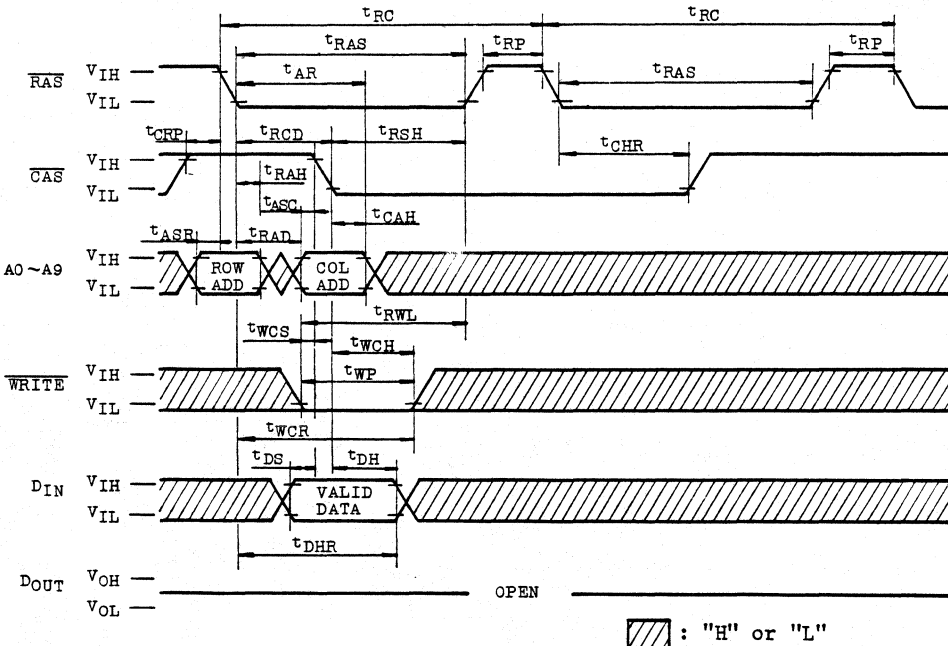 tRC tRC
tRAS tRP tRP
tAR tRAS
RAS VIH
VIL
tCRP tRCD tRSH
tCHR
CAS VIH
VIL
tRAH
tASC
tCAH
tASR tRAD
A0~A9 VIH
VIL
ROW ADD
COL ADD
tRWL
tWCS
tWCH
tWP
WRITE VIH
VIL
tWCR
tDS tDH
DIN VIH
VIL
VALID DATA
tDHR
DOUT VOH
VOL
OPEN
: "H" or "L"